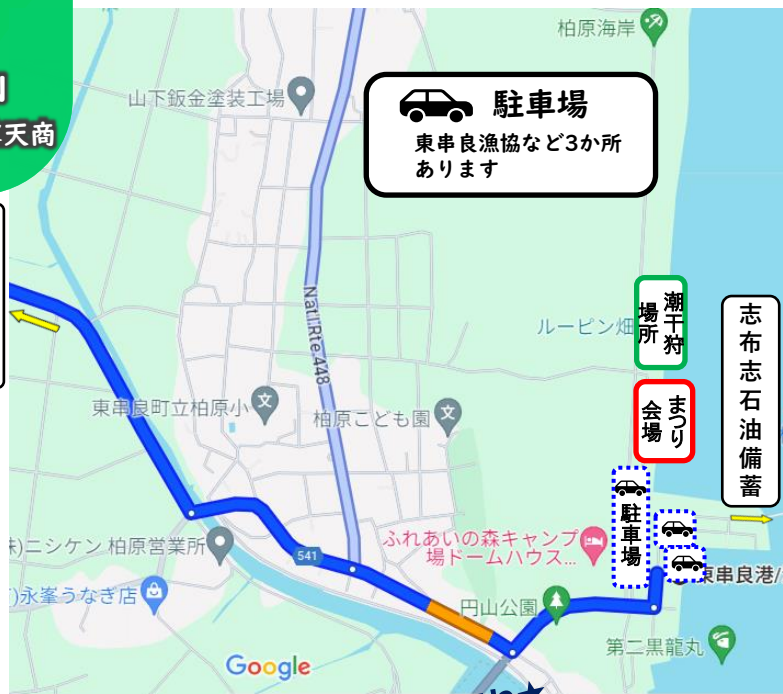 柏原海岸
山下鈑金塗装工場
天商
駐車場
東串良漁協など3か所
あります
Nat'l Rte 448
潮干狩
場所
ルーピン畑
まつり
会場
志布志石油備蓄
東串良町立柏原小
文
柏原こども園
文
駐車場
ニシケン 柏原営業所
541
ふれあいの森キャンプ
場ドームハウス...
東串良港/
永峯うなぎ店
円山公園
第二黒龍丸
Google